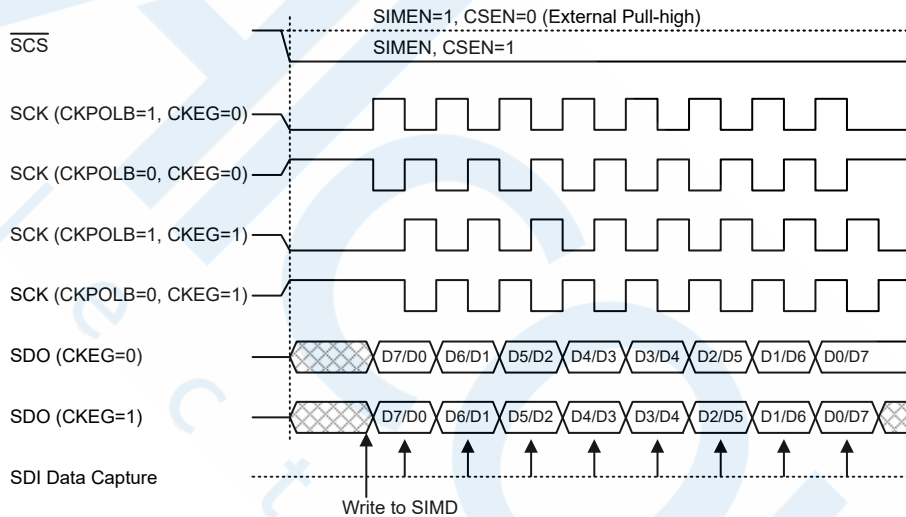 SIMEN=1, CSEN=0 (External Pull-high)
SCS
SIMEN, CSEN=1
SCK (CKPOLB=1, CKEG=0)
SCK (CKPOLB=0, CKEG=0)
SCK (CKPOLB=1, CKEG=1)
SCK (CKPOLB=0, CKEG=1)
SDO (CKEG=0) D7/D0 D6/D1 D5/D2 D4/D3 D3/D4 D2/D5 D1/D6 D0/D7
SDO (CKEG=1) D7/D0 D6/D1 D5/D2 D4/D3 D3/D4 D2/D5 D1/D6 D0/D7
SDI Data Capture
Write to SIMD